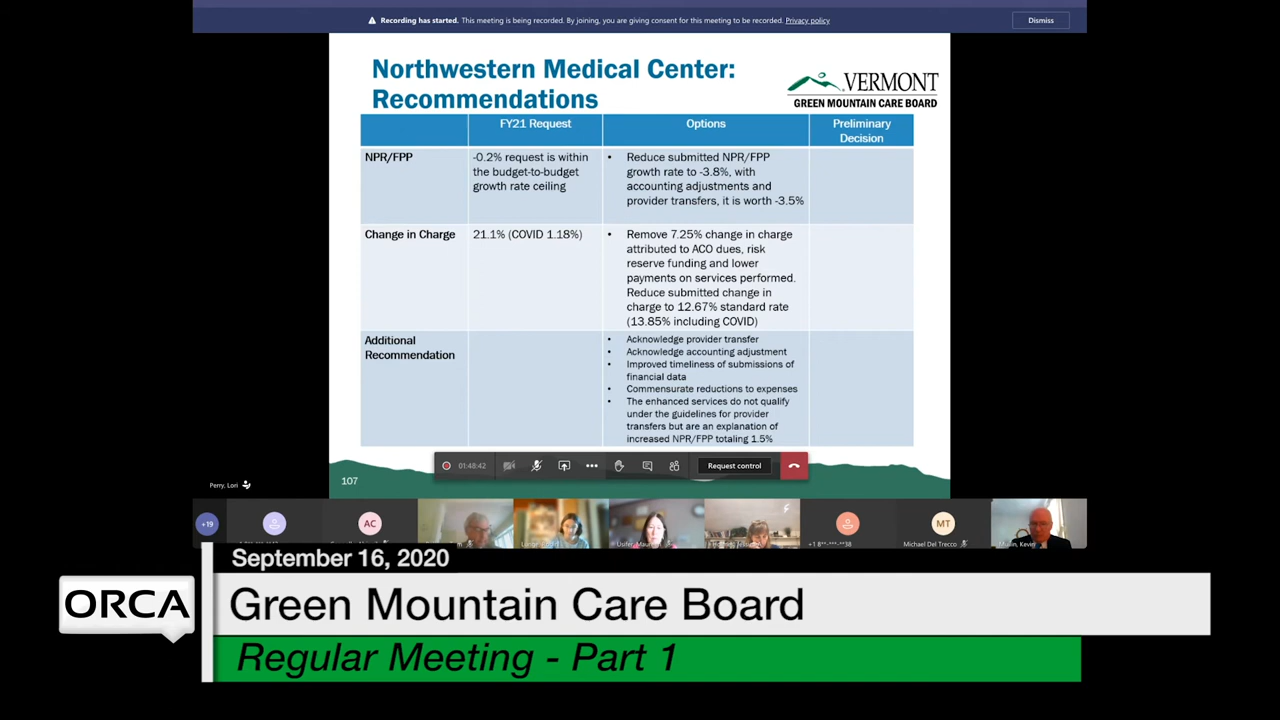 Recording has started. This meeting is being recorded. By joining, you are giving consent for this meeting to be recorded. Privacy policy
Dismiss
Northwestern Medical Center:
Recommendations
VERMONT
GREEN MOUNTAIN CARE BOARD
FY21 Request
Options
Preliminary
Decision
NPR/FPP
-0.2% request is within
the budget-to-budget
growth rate ceiling
• Reduce submitted NPR/FPP
growth rate to -3.8%, with
accounting adjustments and
provider transfers, it is worth -3.5%
Change in Charge
21.1% (COVID 1.18%)
• Remove 7.25% change in charge
attributed to ACO dues, risk
reserve funding and lower
payments on services performed.
Reduce submitted change in
charge to 12.67% standard rate
(13.85% including COVID)
Additional
Recommendation
• Acknowledge provider transfer
• Acknowledge accounting adjustment
• Improved timeliness of submissions of
financial data
• Commensurate reductions to expenses
• The enhanced services do not qualify
under the guidelines for provider
transfers but are an explanation of
increased NPR/FPP totaling 1.5%
01:48:42
Request control
107
Perry, Lori
+19
AC
MT
Michael Del Trecco
September 16, 2020
ORCA
Green Mountain Care Board
Regular Meeting - Part 1